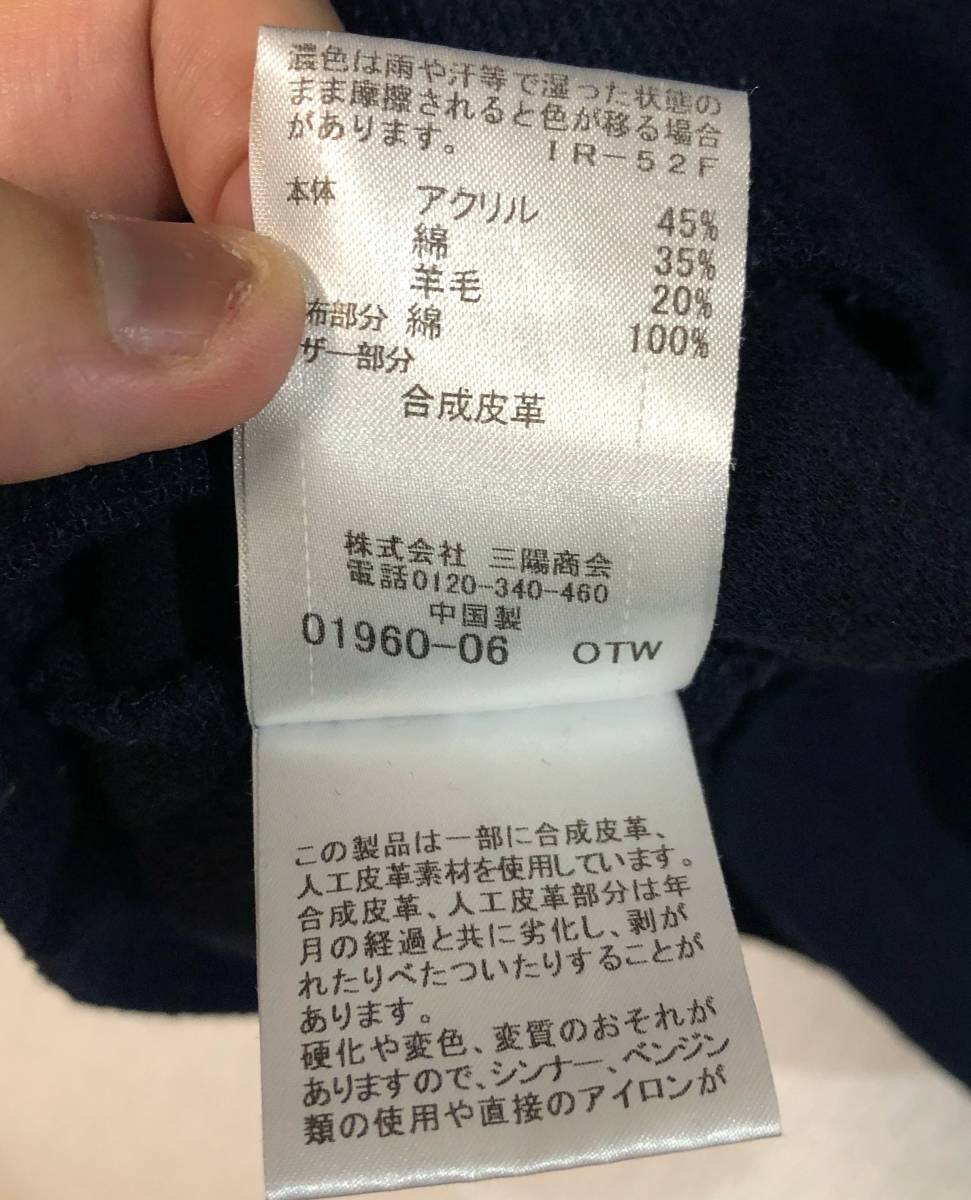 濃色は雨や汗等で湿った状態の
まま摩擦されると色が移る場合
があります。 IR-52F
本体 アクリル 45%
綿 35%
羊毛 20%
布部分 綿 100%
ザー部分
合成皮革
株式会社 三陽商会
電話0120-340-460
中国製
01960-06 OTW
この製品は一部に合成皮革、
人工皮革素材を使用しています。
合成皮革、人工皮革部分は年
月の経過と共に劣化し、剥が
れたりべたついたりすることが
あります。
硬化や変色、変質のおそれが
ありますので、シンナー、ベンジン
類の使用や直接のアイロンが